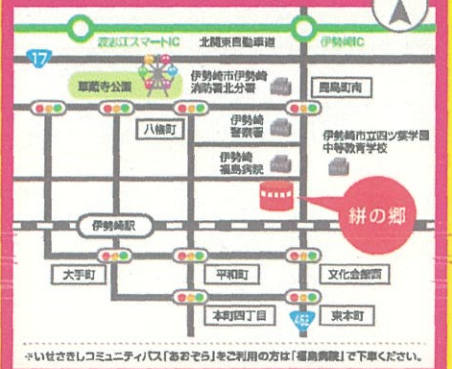 波志江スマートIC
北関東自動車道
伊勢崎IC
17
華蔵寺公園
伊勢崎市伊勢崎
消防署北分署
鹿島町南
八幡町
伊勢崎
警察署
伊勢崎市立四ツ葉学園
中等教育学校
伊勢崎
福島病院
絣の郷
伊勢崎駅
大手町
平和町
文化会館西
本町四丁目
462
東本町
※いせさきしコミュニティバス「あおぞら」をご利用の方は「福島病院」で下車ください。